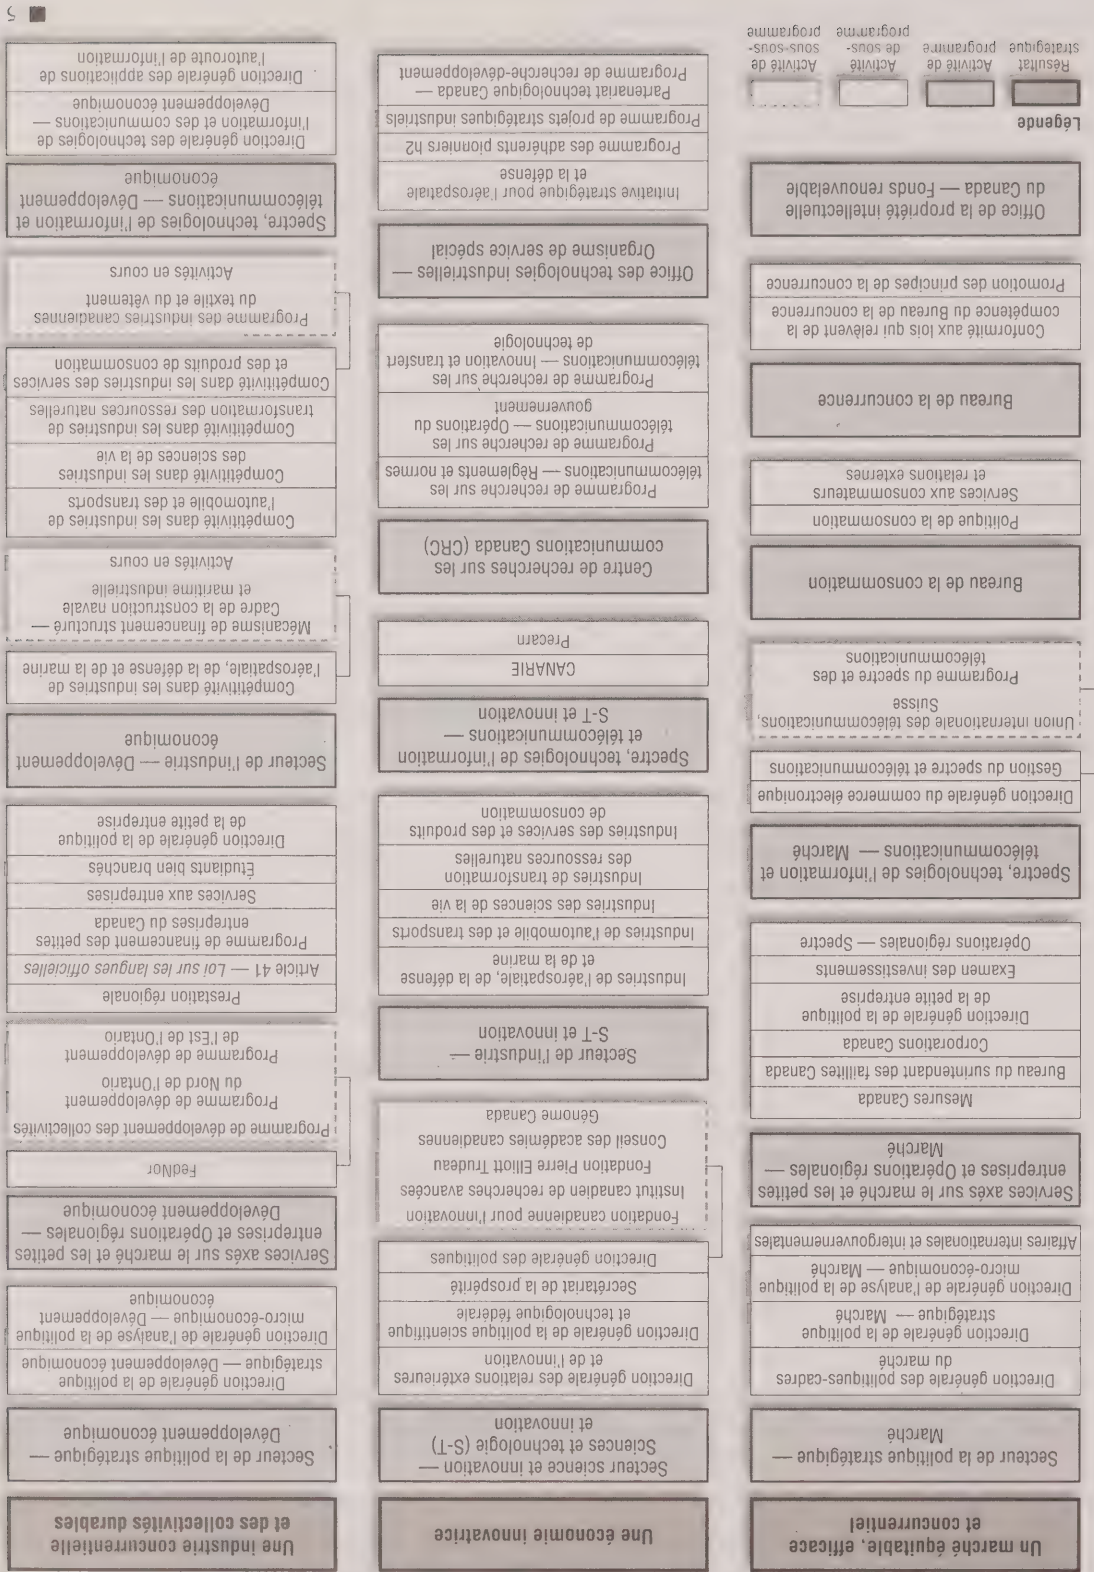 Un marché équitable, efficace
et concurrentiel
Secteur de la politique stratégique —
Marché
Direction générale des politiques-cadres
du marché
Direction générale de la politique
stratégique — Marché
Direction générale de l'analyse de la politique
micro-économique — Marché
Affaires internationales et intergouvernementales
Services axés sur le marché et les petites
entreprises et Opérations régionales —
Marché
Mesures Canada
Bureau du surintendant des faillites Canada
Corporations Canada
Direction générale de la politique
de la petite entreprise
Examen des investissements
Opérations régionales — Spectre
Spectre, technologies de l'information et
télécommunications — Marché
Direction générale du commerce électronique
Gestion du spectre et télécommunications
Union internationale des télécommunications,
Suisse
Programme du spectre et des
télécommunications
Bureau de la consommation
Politique de la consommation
Services aux consommateurs
et relations externes
Bureau de la concurrence
Conformité aux lois qui relèvent de la
compétence du Bureau de la concurrence
Promotion des principes de la concurrence
Office de la propriété intellectuelle
du Canada — Fonds renouvelable
Légende
Résultat
stratégique
Activité de
programme
Activité
de sous-
programme
Activité de
sous-sous-
programme
Une économie innovatrice
Secteur science et innovation —
Sciences et technologie (S-T)
et innovation
Direction générale des relations extérieures
et de l'innovation
Direction générale de la politique scientifique
et technologique fédérale
Secrétariat de la prospérité
Direction générale des politiques
Fondation canadienne pour l'innovation
Institut canadien de recherches avancées
Fondation Pierre Elliott Trudeau
Conseil des académies canadiennes
Génome Canada
Secteur de l'industrie —
S-T et innovation
Industries de l'aérospatiale, de la défense
et de la marine
Industries de l'automobile et des transports
Industries des sciences de la vie
Industries de transformation
des ressources naturelles
Industries des services et des produits
de consommation
Spectre, technologies de l'information
et télécommunications —
S-T et innovation
CANARIE
Precarn
Centre de recherches sur les
communications Canada (CRC)
Programme de recherche sur les
télécommunications — Règlements et normes
Programme de recherche sur les
télécommunications — Opérations du
gouvernement
Programme de recherche sur les
télécommunications — Innovation et transfert
de technologie
Office des technologies industrielles —
Organisme de service spécial
Initiative stratégique pour l'aérospatiale
et la défense
Programme des adhérents pionniers h2
Programme de projets stratégiques industriels
Partenariat technologique Canada —
Programme de recherche-développement
Une industrie concurrentielle
et des collectivités durables
Secteur de la politique stratégique —
Développement économique
Direction générale de la politique
stratégique — Développement économique
Direction générale de l'analyse de la politique
micro-économique — Développement
économique
Services axés sur le marché et les petites
entreprises et Opérations régionales —
Développement économique
FedNor
Programme de développement des collectivités
Programme de développement
du Nord de l'Ontario
Programme de développement
de l'Est de l'Ontario
Prestation régionale
Article 41 — Loi sur les langues officielles
Programme de financement des petites
entreprises du Canada
Services aux entreprises
Étudiants bien branchés
Direction générale de la politique
de la petite entreprise
Secteur de l'industrie — Développement
économique
Compétitivité dans les industries de
l'aérospatiale, de la défense et de la marine
Mécanisme de financement structuré —
Cadre de la construction navale
et maritime industrielle
Activités en cours
Compétitivité dans les industries de
l'automobile et des transports
Compétitivité dans les industries
des sciences de la vie
Compétitivité dans les industries de
transformation des ressources naturelles
Compétitivité dans les industries des services
et des produits de consommation
Programme des industries canadiennes
du textile et du vêtement
Activités en cours
Spectre, technologies de l'information et
télécommunications — Développement
économique
Direction générale des technologies de
l'information et des communications —
Développement économique
Direction générale des applications de
l'autoroute de l'information
5